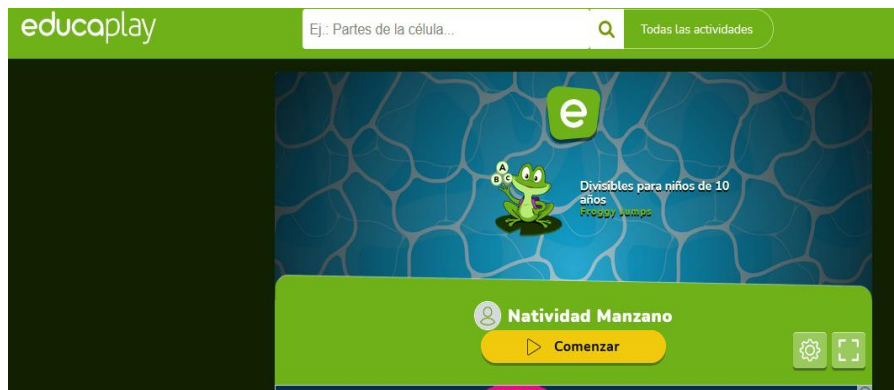 educaplay
Ej.: Partes de la célula...
Todas las actividades
e
A
B C
Divisibles para niños de 10
años
Froggy Jumps
Natividad Manzano
Comenzar